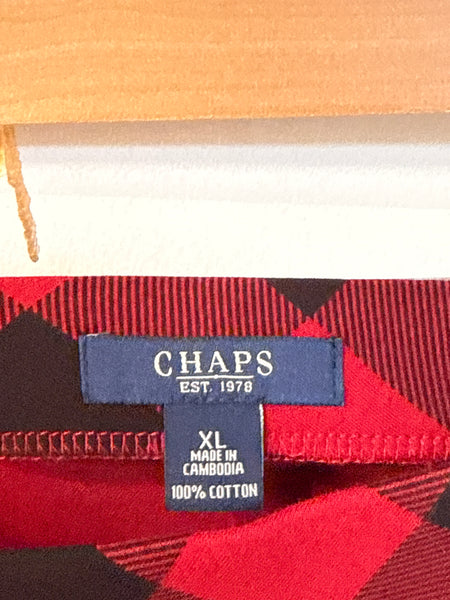 CHAPS
EST. 1978
XL
MADE IN
CAMBODIA
100% COTTON